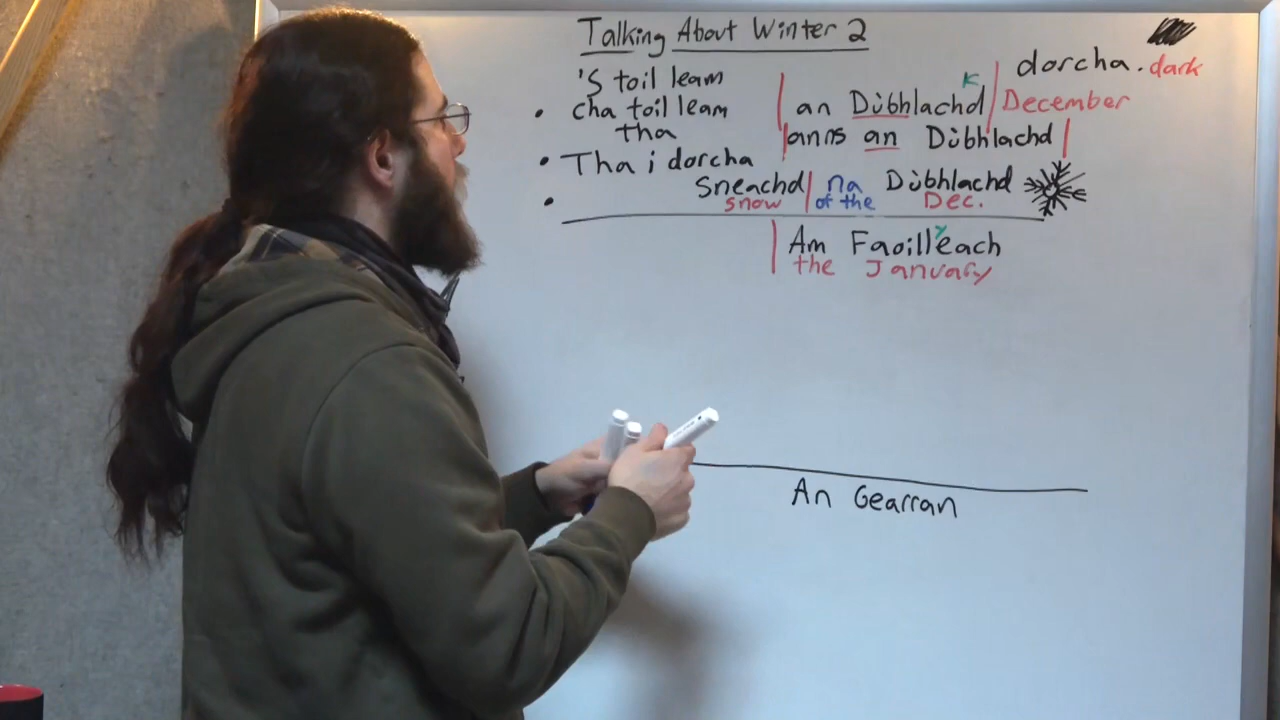 Talking About Winter 2
dorcha. dark
'S toil leam
cha toil leam
tha
k
an Dùbhlachd
December
anns an Dùbhlachd
Tha i dorcha
Sneachd na Dùbhlachd
snow of the Dec.
y
Am Faoilleach
the January
An Gearran